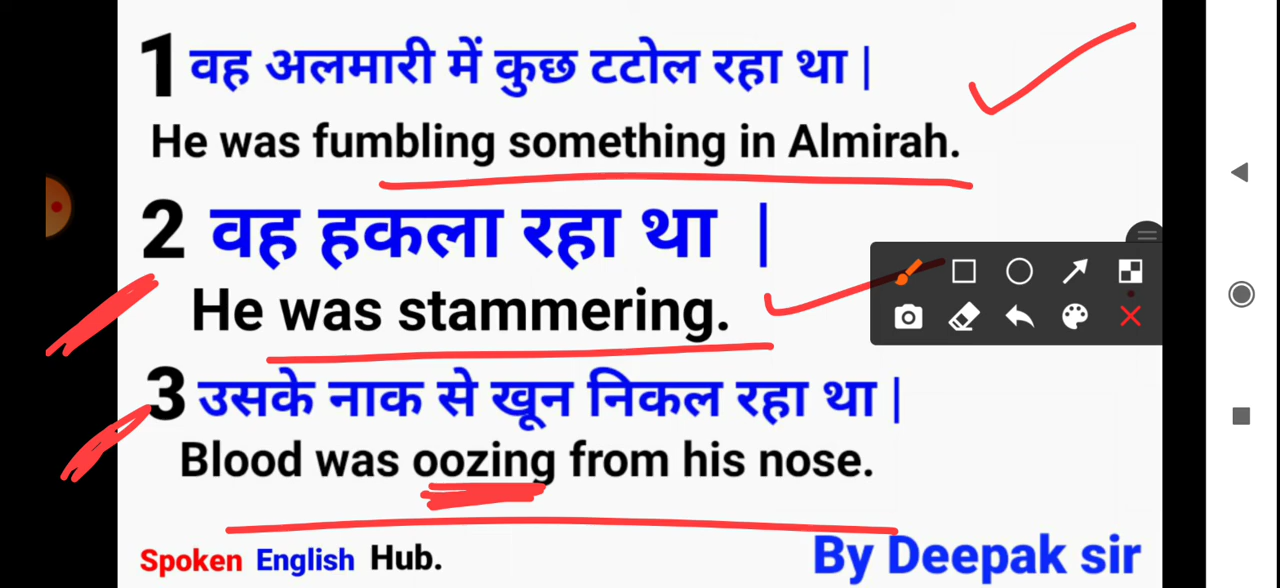 1 वह अलमारी में कुछ टटोल रहा था |
He was fumbling something in Almirah.
2 वह हकला रहा था |
He was stammering.
3 उसके नाक से खून निकल रहा था |
Blood was oozing from his nose.
Spoken English Hub.
By Deepak sir